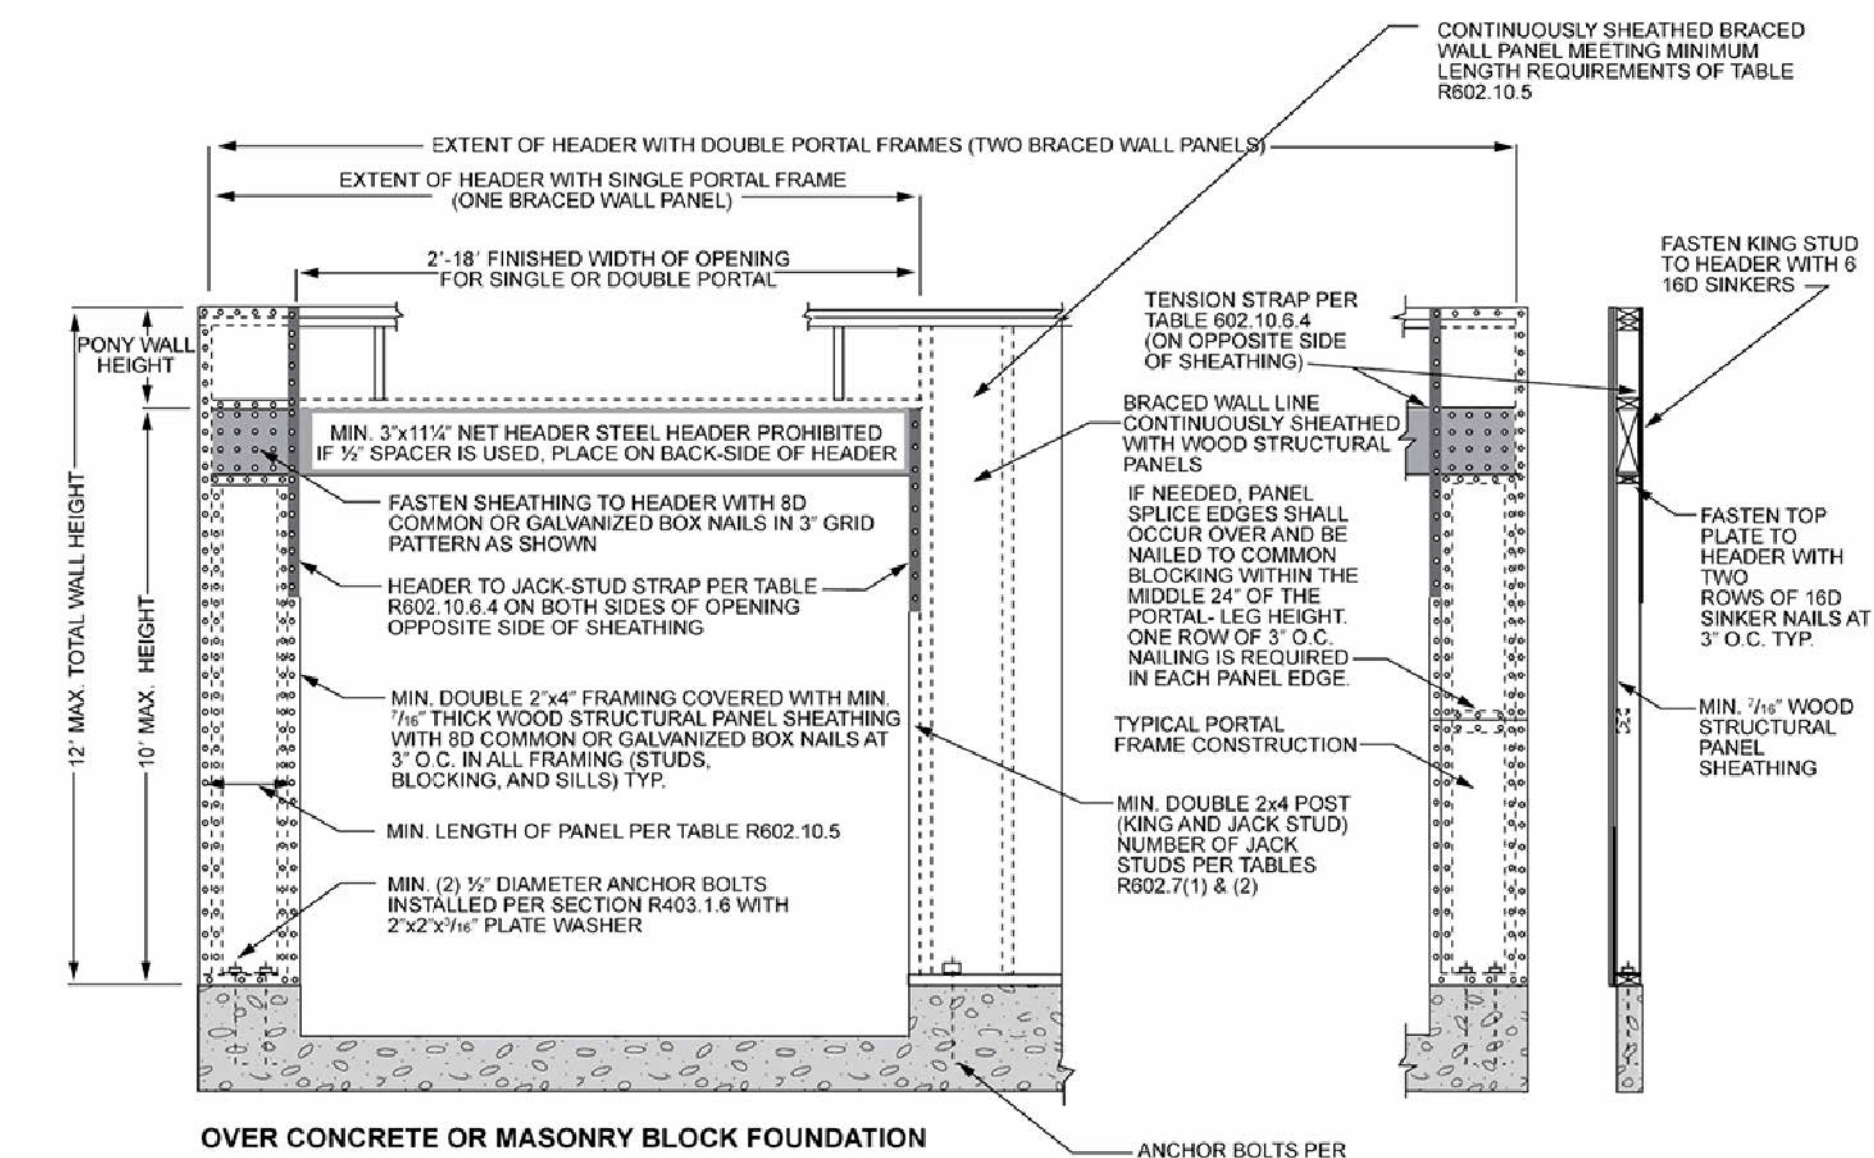 CONTINUOUSLY SHEATHED BRACED
WALL PANEL MEETING MINIMUM
LENGTH REQUIREMENTS OF TABLE
R602.10.5
EXTENT OF HEADER WITH DOUBLE PORTAL FRAMES (TWO BRACED WALL PANELS)
EXTENT OF HEADER WITH SINGLE PORTAL FRAME
(ONE BRACED WALL PANEL)
2'-18' FINISHED WIDTH OF OPENING
FOR SINGLE OR DOUBLE PORTAL
FASTEN KING STUD
TO HEADER WITH 6
16D SINKERS
TENSION STRAP PER
TABLE 602.10.6.4
(ON OPPOSITE SIDE
OF SHEATHING)
PONY WALL
HEIGHT
12' MAX. TOTAL WALL HEIGHT
10' MAX. HEIGHT
MIN. 3"x11¼" NET HEADER STEEL HEADER PROHIBITED
IF ½" SPACER IS USED, PLACE ON BACK-SIDE OF HEADER
BRACED WALL LINE
CONTINUOUSLY SHEATHED
WITH WOOD STRUCTURAL
PANELS
FASTEN SHEATHING TO HEADER WITH 8D
COMMON OR GALVANIZED BOX NAILS IN 3" GRID
PATTERN AS SHOWN
IF NEEDED, PANEL
SPLICE EDGES SHALL
OCCUR OVER AND BE
NAILED TO COMMON
BLOCKING WITHIN THE
MIDDLE 24" OF THE
PORTAL- LEG HEIGHT.
ONE ROW OF 3" O.C.
NAILING IS REQUIRED
IN EACH PANEL EDGE.
FASTEN TOP
PLATE TO
HEADER WITH
TWO
ROWS OF 16D
SINKER NAILS AT
3" O.C. TYP.
HEADER TO JACK-STUD STRAP PER TABLE
R602.10.6.4 ON BOTH SIDES OF OPENING
OPPOSITE SIDE OF SHEATHING
MIN. DOUBLE 2"x4" FRAMING COVERED WITH MIN.
7/16" THICK WOOD STRUCTURAL PANEL SHEATHING
WITH 8D COMMON OR GALVANIZED BOX NAILS AT
3" O.C. IN ALL FRAMING (STUDS,
BLOCKING, AND SILLS) TYP.
TYPICAL PORTAL
FRAME CONSTRUCTION
MIN. 7/16" WOOD
STRUCTURAL
PANEL
SHEATHING
MIN. LENGTH OF PANEL PER TABLE R602.10.5
MIN. DOUBLE 2x4 POST
(KING AND JACK STUD)
NUMBER OF JACK
STUDS PER TABLES
R602.7(1) & (2)
MIN. (2) ½" DIAMETER ANCHOR BOLTS
INSTALLED PER SECTION R403.1.6 WITH
2"x2"x3/16" PLATE WASHER
OVER CONCRETE OR MASONRY BLOCK FOUNDATION
ANCHOR BOLTS PER